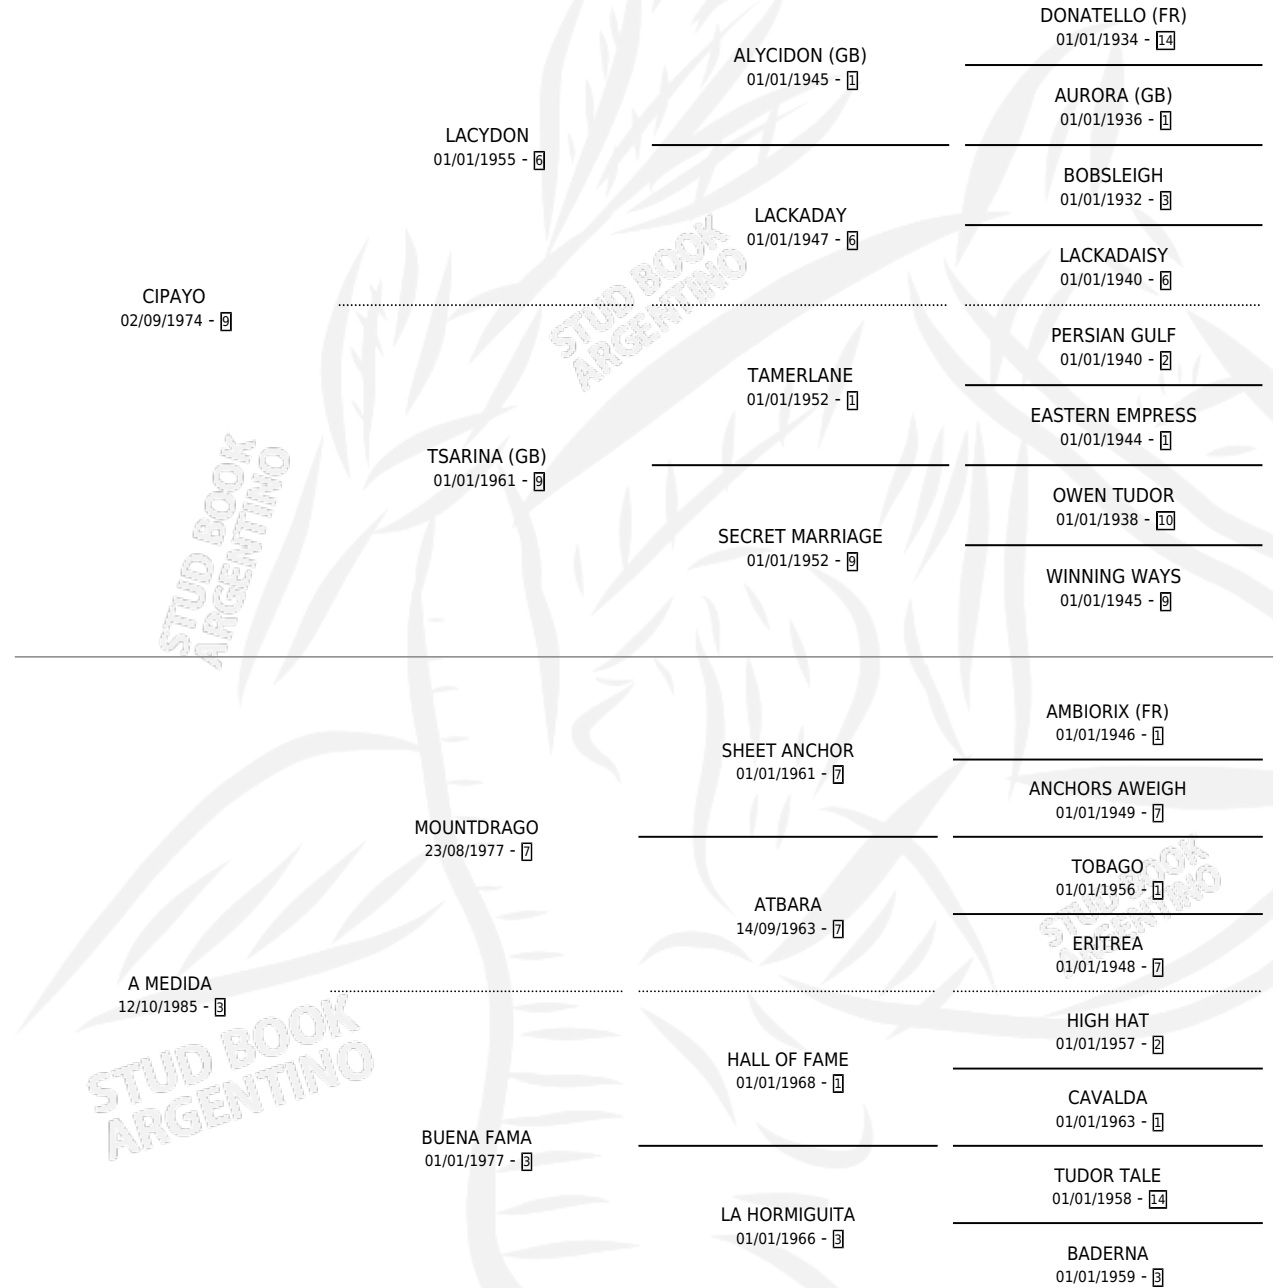 DONATELLO (FR)
01/01/1934 - 14
ALYCIDON (GB)
01/01/1945 - 1
AURORA (GB)
01/01/1936 - 1
LACYDON
01/01/1955 - 6
BOBSLEIGH
01/01/1932 - 3
LACKADAY
01/01/1947 - 6
LACKADAISY
01/01/1940 - 6
CIPAYO
02/09/1974 - 9
STUD BOOK
ARGENTINO
PERSIAN GULF
01/01/1940 - 2
TAMERLANE
01/01/1952 - 1
EASTERN EMPRESS
01/01/1944 - 1
TSARINA (GB)
01/01/1961 - 9
OWEN TUDOR
01/01/1938 - 10
SECRET MARRIAGE
01/01/1952 - 9
WINNING WAYS
01/01/1945 - 9
STUD BOOK
ARGENTINO
AMBIORIX (FR)
01/01/1946 - 1
SHEET ANCHOR
01/01/1961 - 7
ANCHORS AWEIGH
01/01/1949 - 7
MOUNTDRAGO
23/08/1977 - 7
TOBAGO
01/01/1956 - 1
ATBARA
14/09/1963 - 7
STUD BOOK
ARGENTINO
ERITREA
01/01/1948 - 7
A MEDIDA
12/10/1985 - 3
HIGH HAT
01/01/1957 - 2
HALL OF FAME
01/01/1968 - 1
CAVALDA
01/01/1963 - 1
STUD BOOK
ARGENTINO
BUENA FAMA
01/01/1977 - 3
TUDOR TALE
01/01/1958 - 14
LA HORMIGUITA
01/01/1966 - 3
BADERNA
01/01/1959 - 3